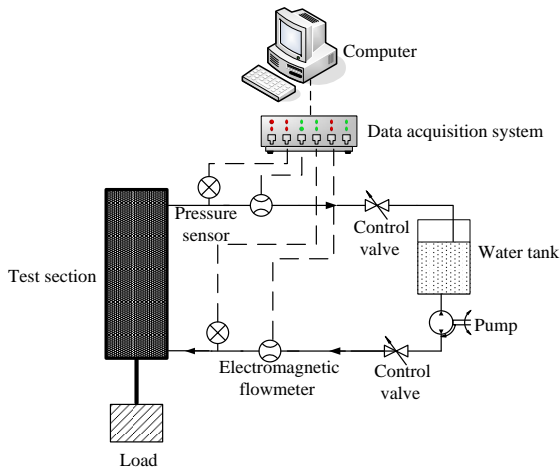 Computer
Data acquisition system
Pressure
sensor
Control
valve
Water tank
Test section
Pump
Electromagnetic
flowmeter
Control
valve
Load